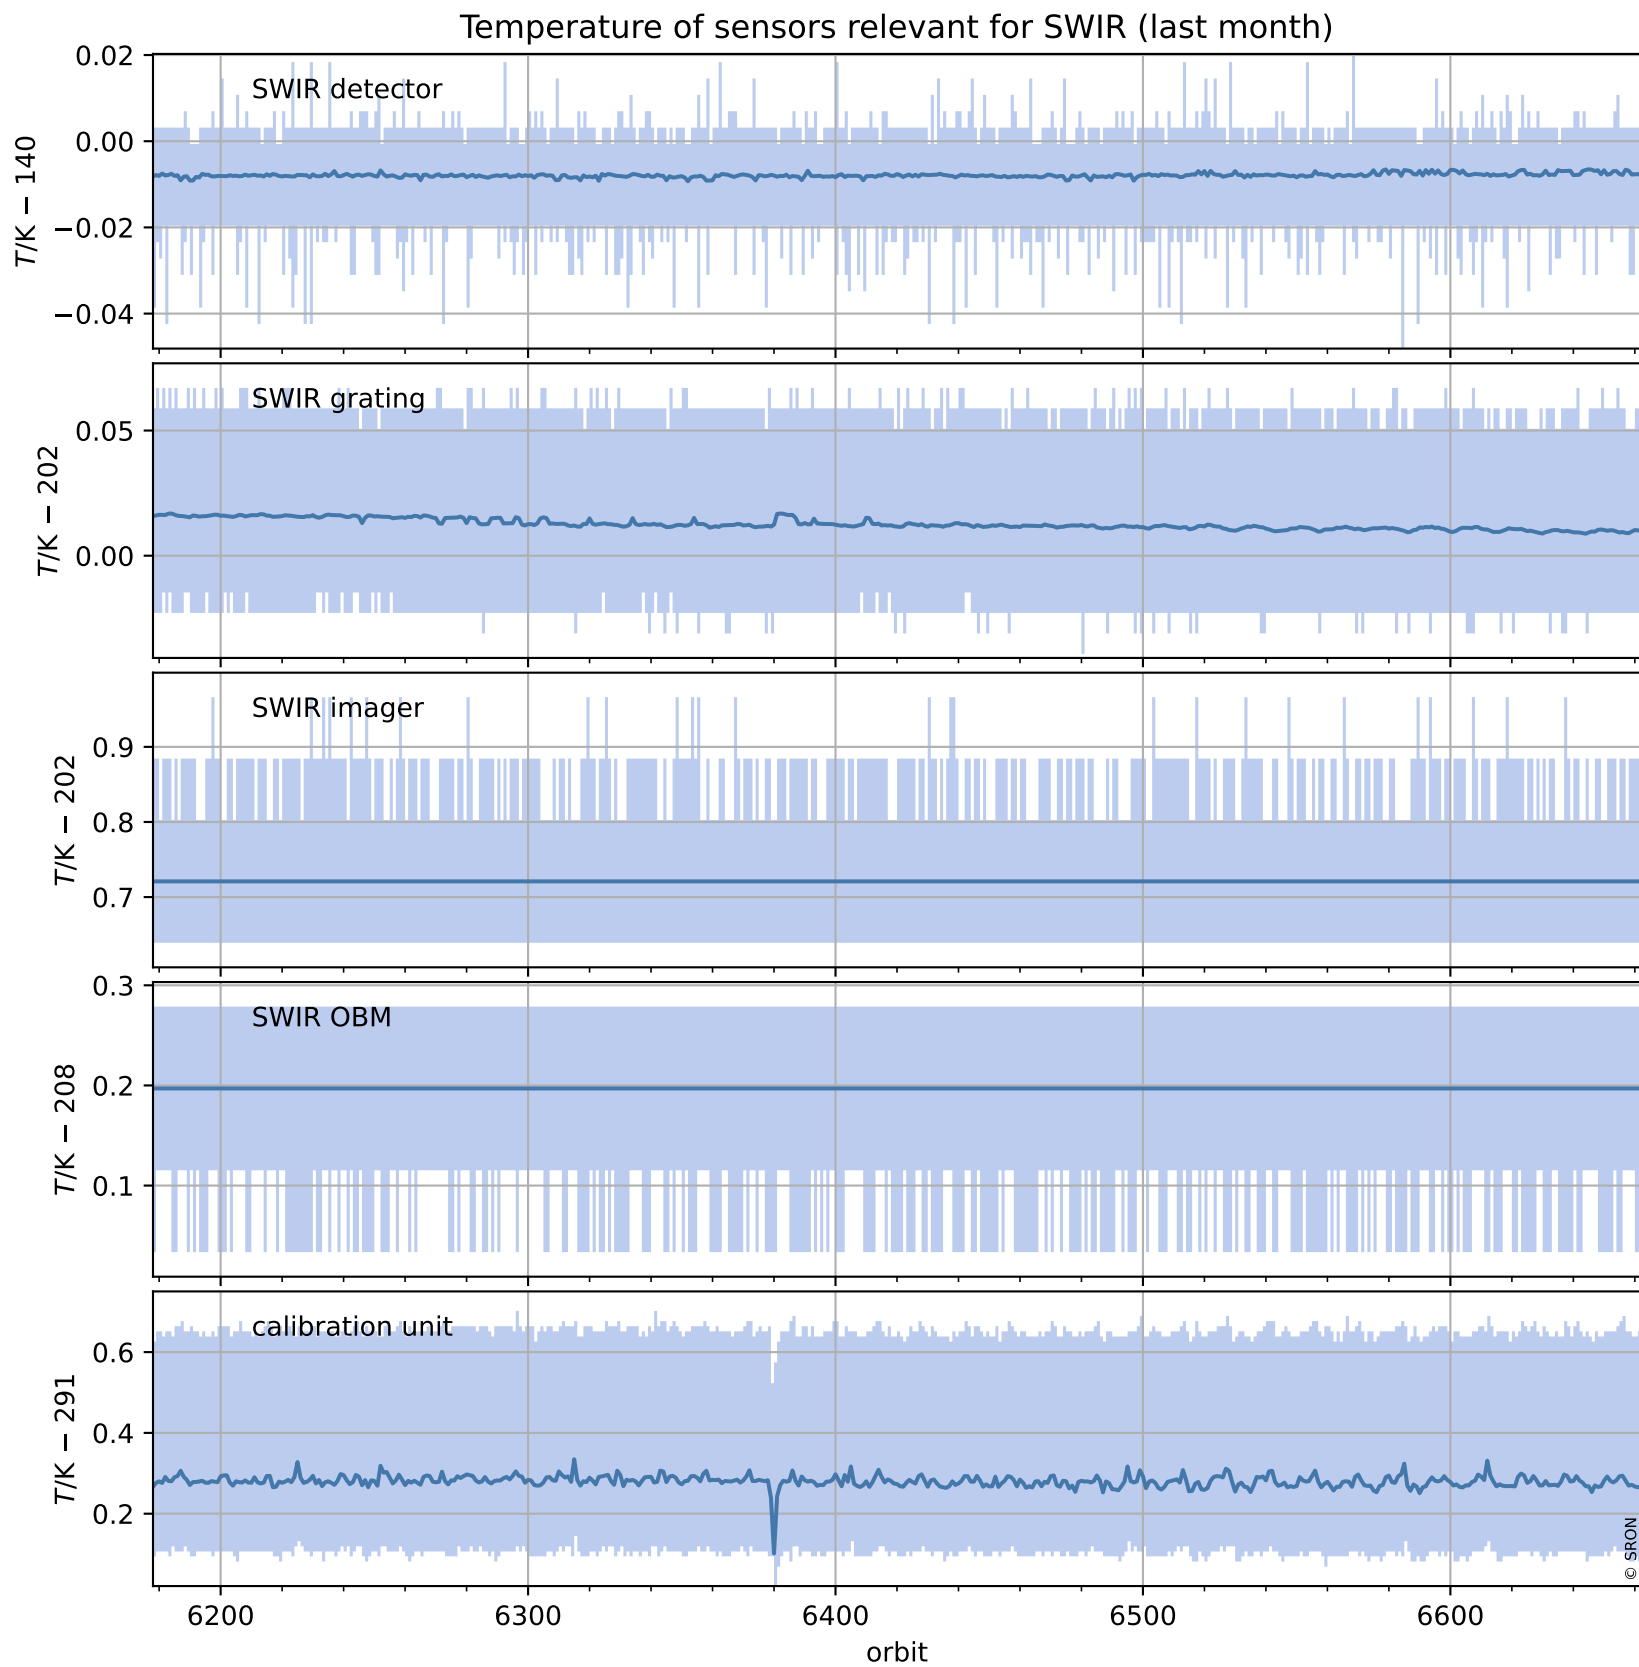 Temperature of sensors relevant for SWIR (last month)
0.02
SWIR detector
0.00
−0.02
−0.04
T/K − 140
SWIR grating
0.05
0.00
T/K − 202
SWIR imager
0.9
0.8
0.7
T/K − 202
0.3
SWIR OBM
0.2
0.1
T/K − 208
calibration unit
0.6
0.4
0.2
T/K − 291
© SRON
6200 6300 6400 6500 6600
orbit